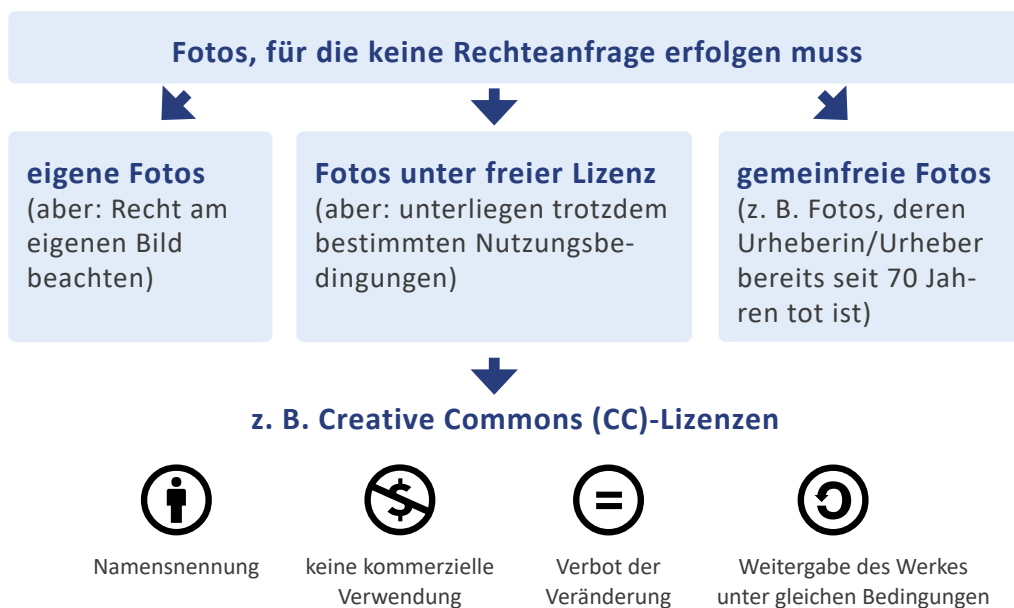 Fotos, für die keine Rechteanfrage erfolgen muss
eigene Fotos
(aber: Recht am
eigenen Bild
beachten)
Fotos unter freier Lizenz
(aber: unterliegen trotzdem
bestimmten Nutzungsbe-
dingungen)
gemeinfreie Fotos
(z. B. Fotos, deren
Urheberin/Urheber
bereits seit 70 Jah-
ren tot ist)
z. B. Creative Commons (CC)-Lizenzen
Namensnennung
keine kommerzielle
Verwendung
Verbot der
Veränderung
Weitergabe des Werkes
unter gleichen Bedingungen